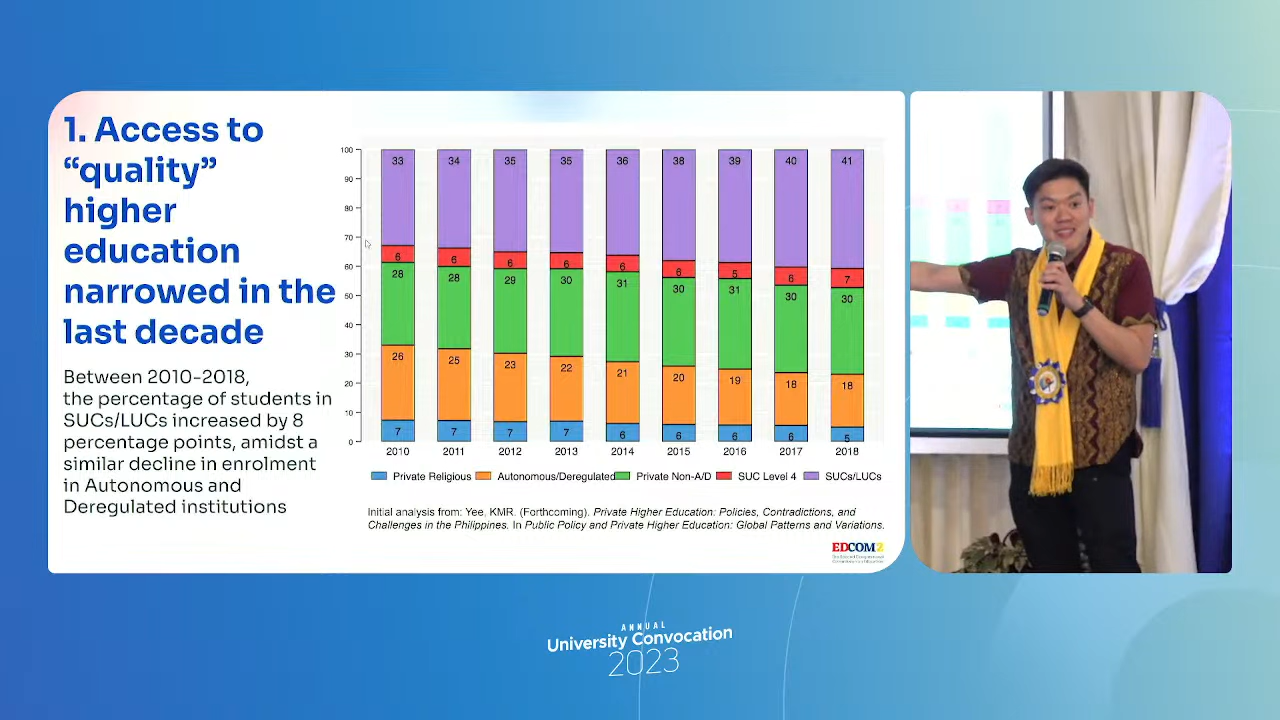 1. Access to
“quality”
higher
education
narrowed in the
last decade
Between 2010-2018,
the percentage of students in
SUCs/LUCs increased by 8
percentage points, amidst a
similar decline in enrolment
in Autonomous and
Deregulated institutions
100
90
80
70
60
50
40
30
20
10
0
33 34 35 35 36 38 39 40 41
6 6 6 6 6 6 5 6 7
28 28 29 30 31 30 31 30 30
26 25 23 22 21 20 19 18 18
7 7 7 7 6 6 6 6 5
2010 2011 2012 2013 2014 2015 2016 2017 2018
Private Religious Autonomous/Deregulated Private Non-A/D SUC Level 4 SUCs/LUCs
Initial analysis from: Yee, KMR. (Forthcoming). Private Higher Education: Policies, Contradictions, and
Challenges in the Philippines. In Public Policy and Private Higher Education: Global Patterns and Variations.
EDCOM2
ANNUAL
University Convocation
2023